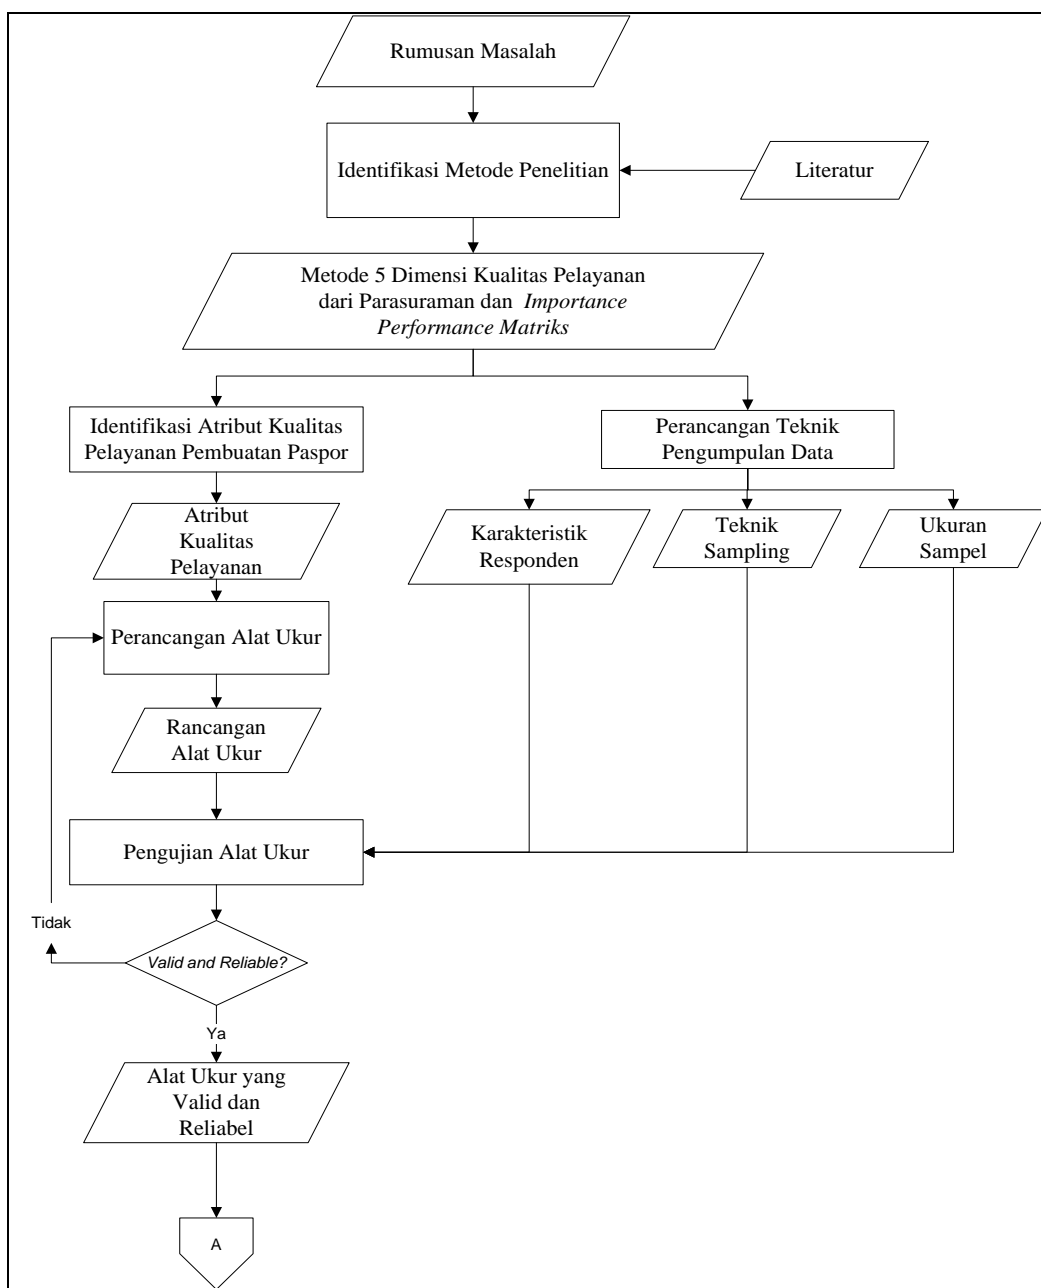 Rumusan Masalah
Identifikasi Metode Penelitian
Literatur
Metode 5 Dimensi Kualitas Pelayanan
dari Parasuraman dan Importance
Performance Matriks
Identifikasi Atribut Kualitas
Pelayanan Pembuatan Paspor
Perancangan Teknik
Pengumpulan Data
Atribut
Kualitas
Pelayanan
Karakteristik
Responden
Teknik
Sampling
Ukuran
Sampel
Perancangan Alat Ukur
Rancangan
Alat Ukur
Pengujian Alat Ukur
Tidak
Valid and Reliable?
Ya
Alat Ukur yang
Valid dan
Reliabel
A